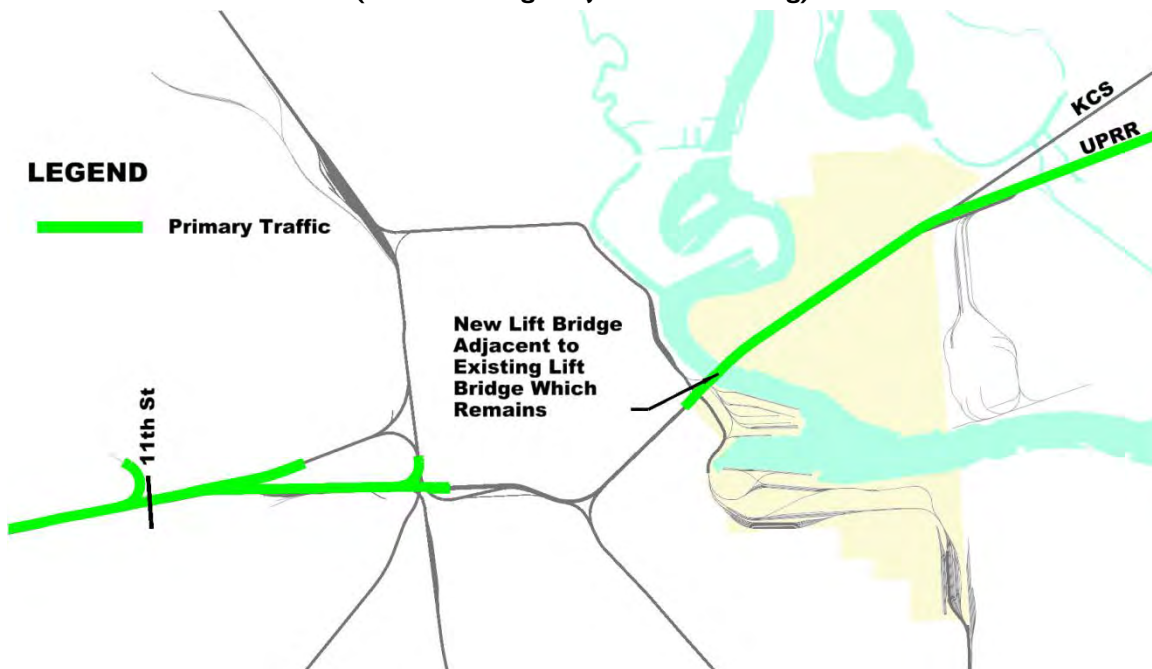 KCS
UPRR
LEGEND
Primary Traffic
New Lift Bridge
Adjacent to
Existing Lift
Bridge Which
Remains
11th St